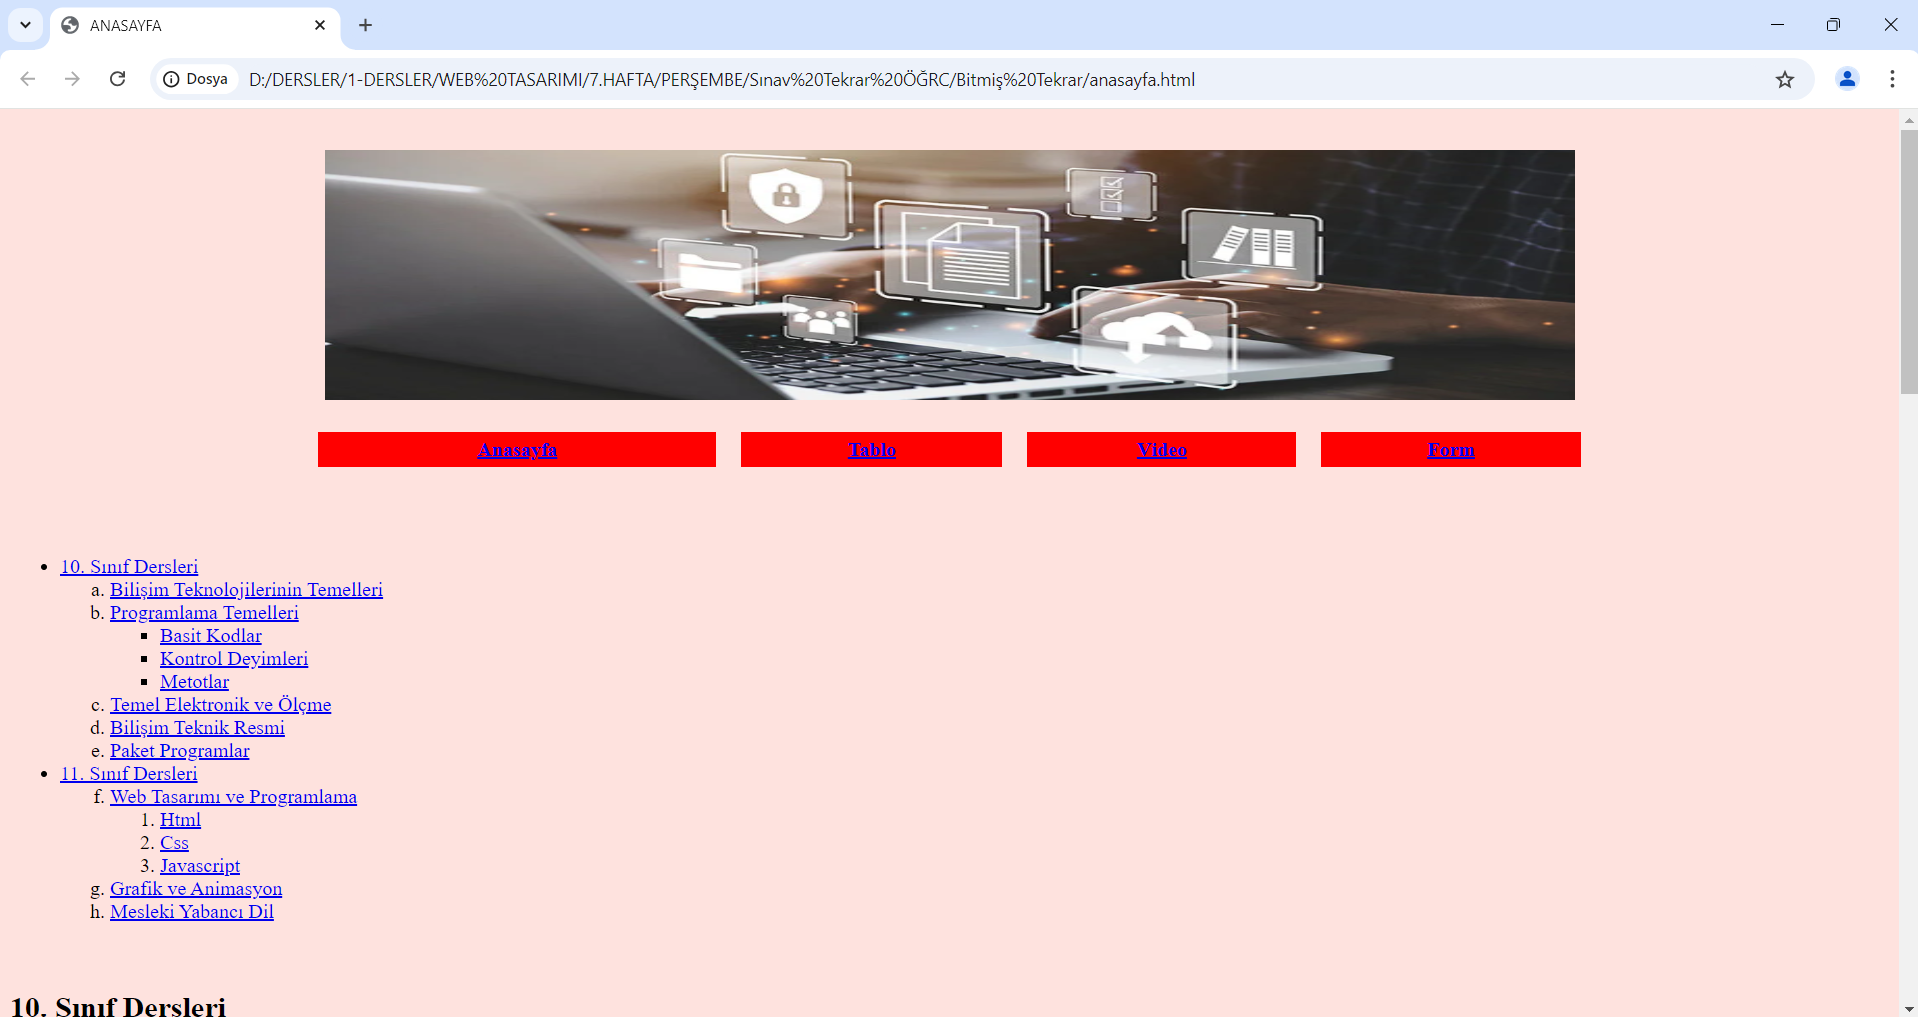 ANASAYFA
Dosya
D:/DERSLER/1-DERSLER/WEB%20TASARIMI/7.HAFTA/PERŞEMBE/Sınav%20Tekrar%20ÖĞRC/Bitmiş%20Tekrar/anasayfa.html
Anasayfa Tablo Video Form
10. Sınıf Dersleri
a. Bilişim Teknolojilerinin Temelleri
b. Programlama Temelleri
Basit Kodlar
Kontrol Deyimleri
Metotlar
c. Temel Elektronik ve Ölçme
d. Bilişim Teknik Resmi
e. Paket Programlar
11. Sınıf Dersleri
f. Web Tasarımı ve Programlama
1. Html
2. Css
3. Javascript
g. Grafik ve Animasyon
h. Mesleki Yabancı Dil
10. Sınıf Dersleri